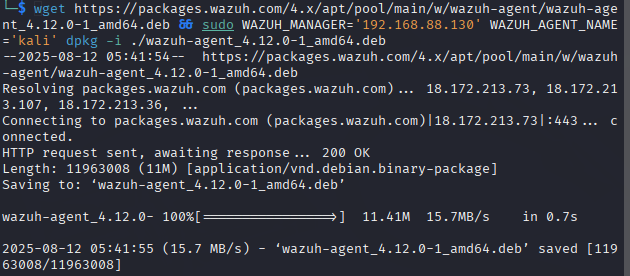 └─$ wget https://packages.wazuh.com/4.x/apt/pool/main/w/wazuh-agent/wazuh-age
nt_4.12.0-1_amd64.deb && sudo WAZUH_MANAGER='192.168.88.130' WAZUH_AGENT_NAME
='kali' dpkg -i ./wazuh-agent_4.12.0-1_amd64.deb
--2025-08-12 05:41:54--  https://packages.wazuh.com/4.x/apt/pool/main/w/wazuh
-agent/wazuh-agent_4.12.0-1_amd64.deb
Resolving packages.wazuh.com (packages.wazuh.com)... 18.172.213.73, 18.172.21
3.107, 18.172.213.36, ...
Connecting to packages.wazuh.com (packages.wazuh.com)|18.172.213.73|:443... c
onnected.
HTTP request sent, awaiting response... 200 OK
Length: 11963008 (11M) [application/vnd.debian.binary-package]
Saving to: ‘wazuh-agent_4.12.0-1_amd64.deb’
wazuh-agent_4.12.0- 100%[===================>]  11.41M  15.7MB/s    in 0.7s
2025-08-12 05:41:55 (15.7 MB/s) - ‘wazuh-agent_4.12.0-1_amd64.deb’ saved [119
63008/11963008]